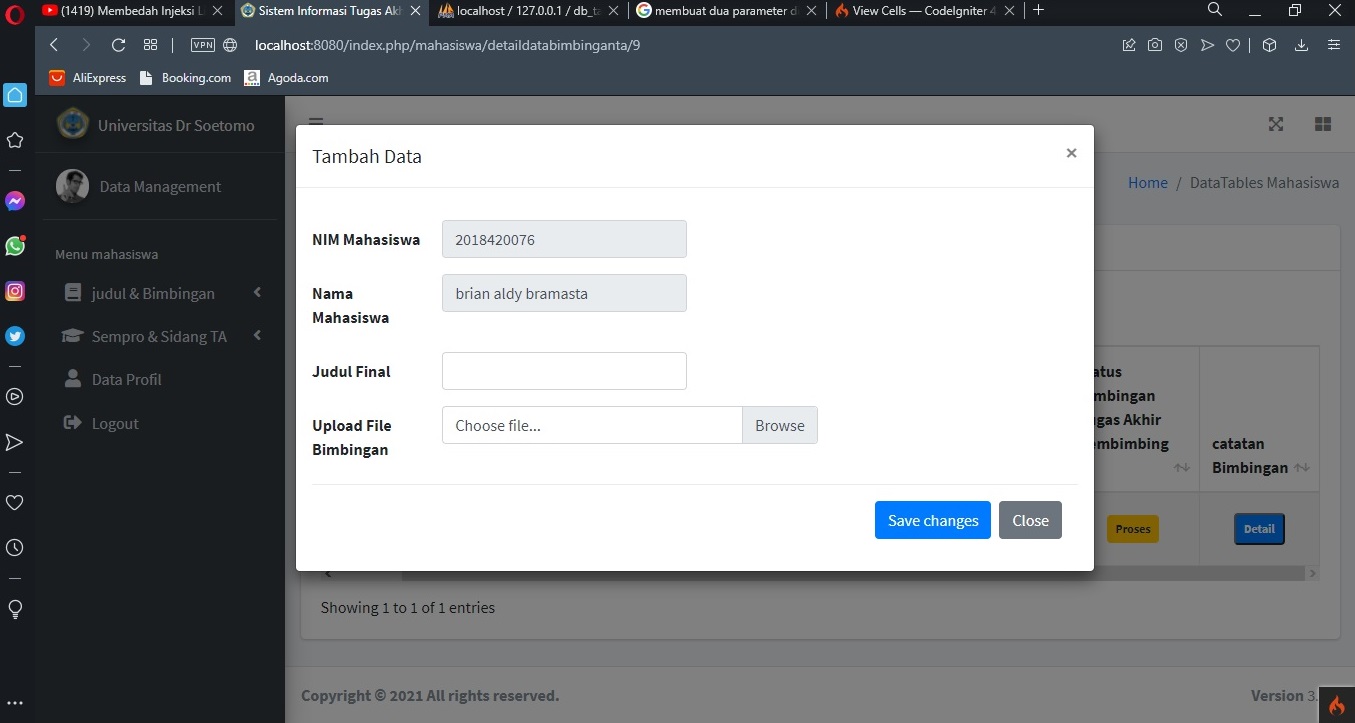 (1419) Membedah Injeksi L
Sistem Informasi Tugas Akh
localhost / 127.0.0.1 / db_ta
membuat dua parameter d
View Cells — CodeIgniter 4
VPN
localhost:8080/index.php/mahasiswa/detaildatabimbinganta/9
AliExpress
Booking.com
a
Agoda.com
Universitas Dr Soetomo
Data Management
Menu mahasiswa
judul & Bimbingan
Sempro & Sidang TA
Data Profil
Logout
Home / DataTables Mahasiswa
Tambah Data
×
NIM Mahasiswa
2018420076
Nama
Mahasiswa
brian aldy bramasta
Judul Final
Upload File
Bimbingan
Choose file...
Browse
Save changes
Close
atus
mbingan
gas Akhir
embimbing
catatan
Bimbingan
Proses
Detail
Showing 1 to 1 of 1 entries
Copyright © 2021 All rights reserved.
Version 3.